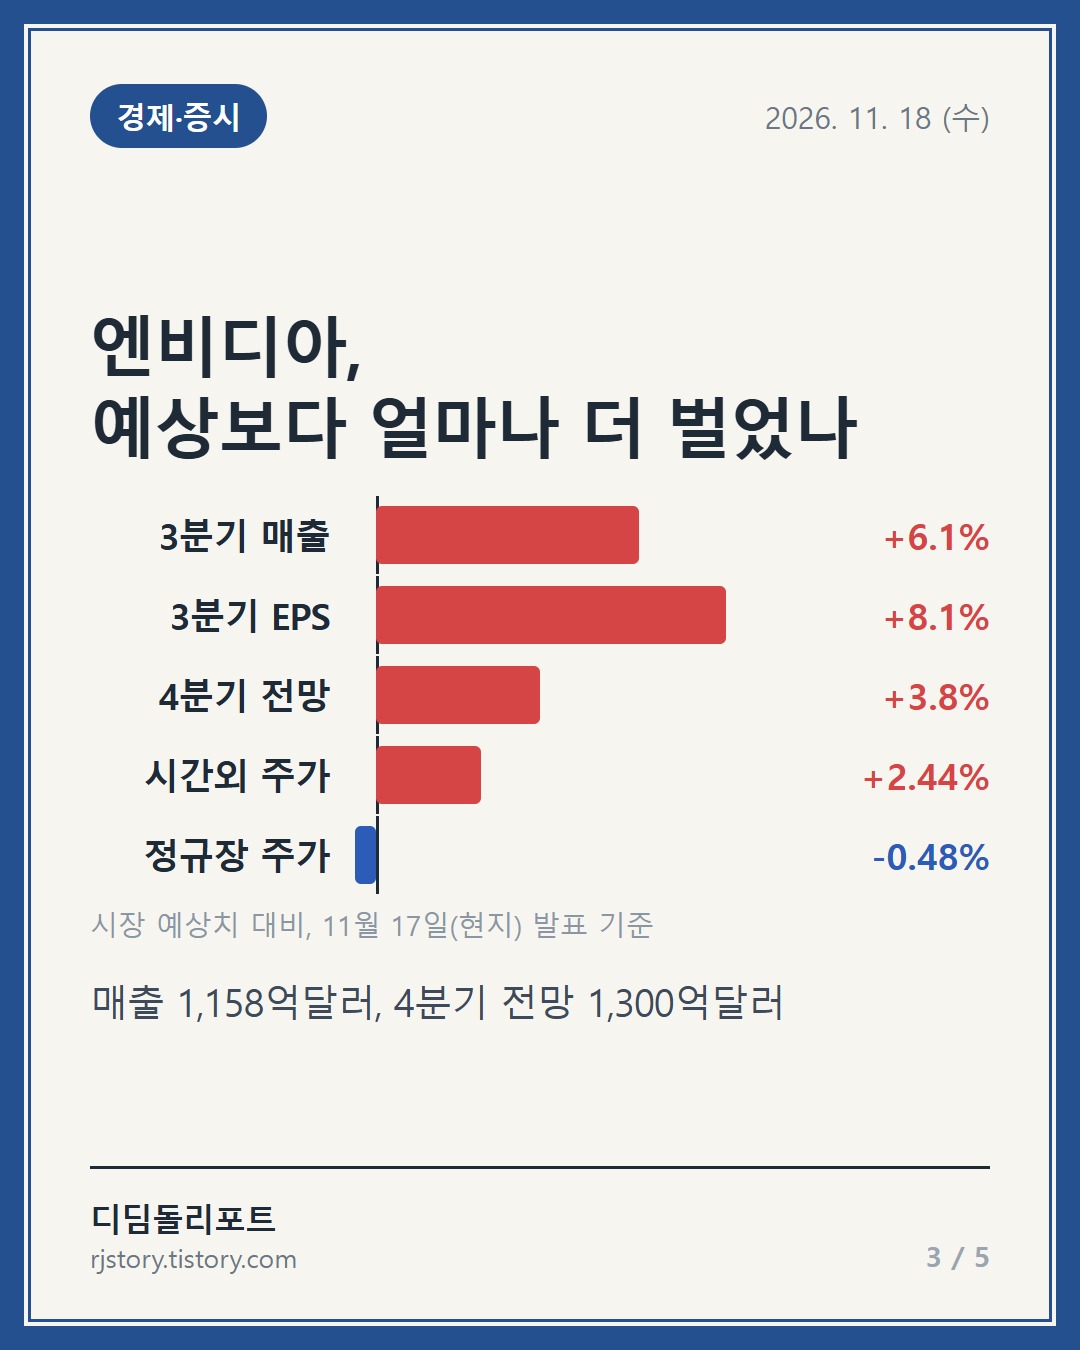 경제·증시
2026. 11. 18 (수)
엔비디아,
예상보다 얼마나 더 벌었나
3분기 매출 +6.1%
3분기 EPS +8.1%
4분기 전망 +3.8%
시간외 주가 +2.44%
정규장 주가 -0.48%
시장 예상치 대비, 11월 17일(현지) 발표 기준
매출 1,158억달러, 4분기 전망 1,300억달러
디딤돌리포트
rjstory.tistory.com
3 / 5